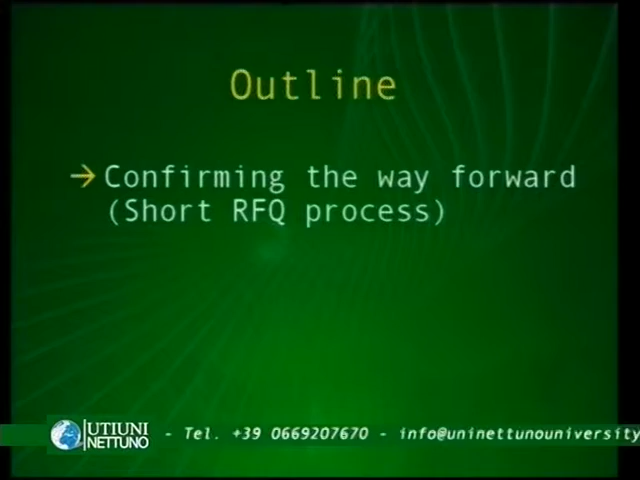 Outline
→ Confirming the way forward
(Short RFQ process)
UTIUNI
NETTUNO
- Tel. +39 0669207670 - info@uninettunouniversity